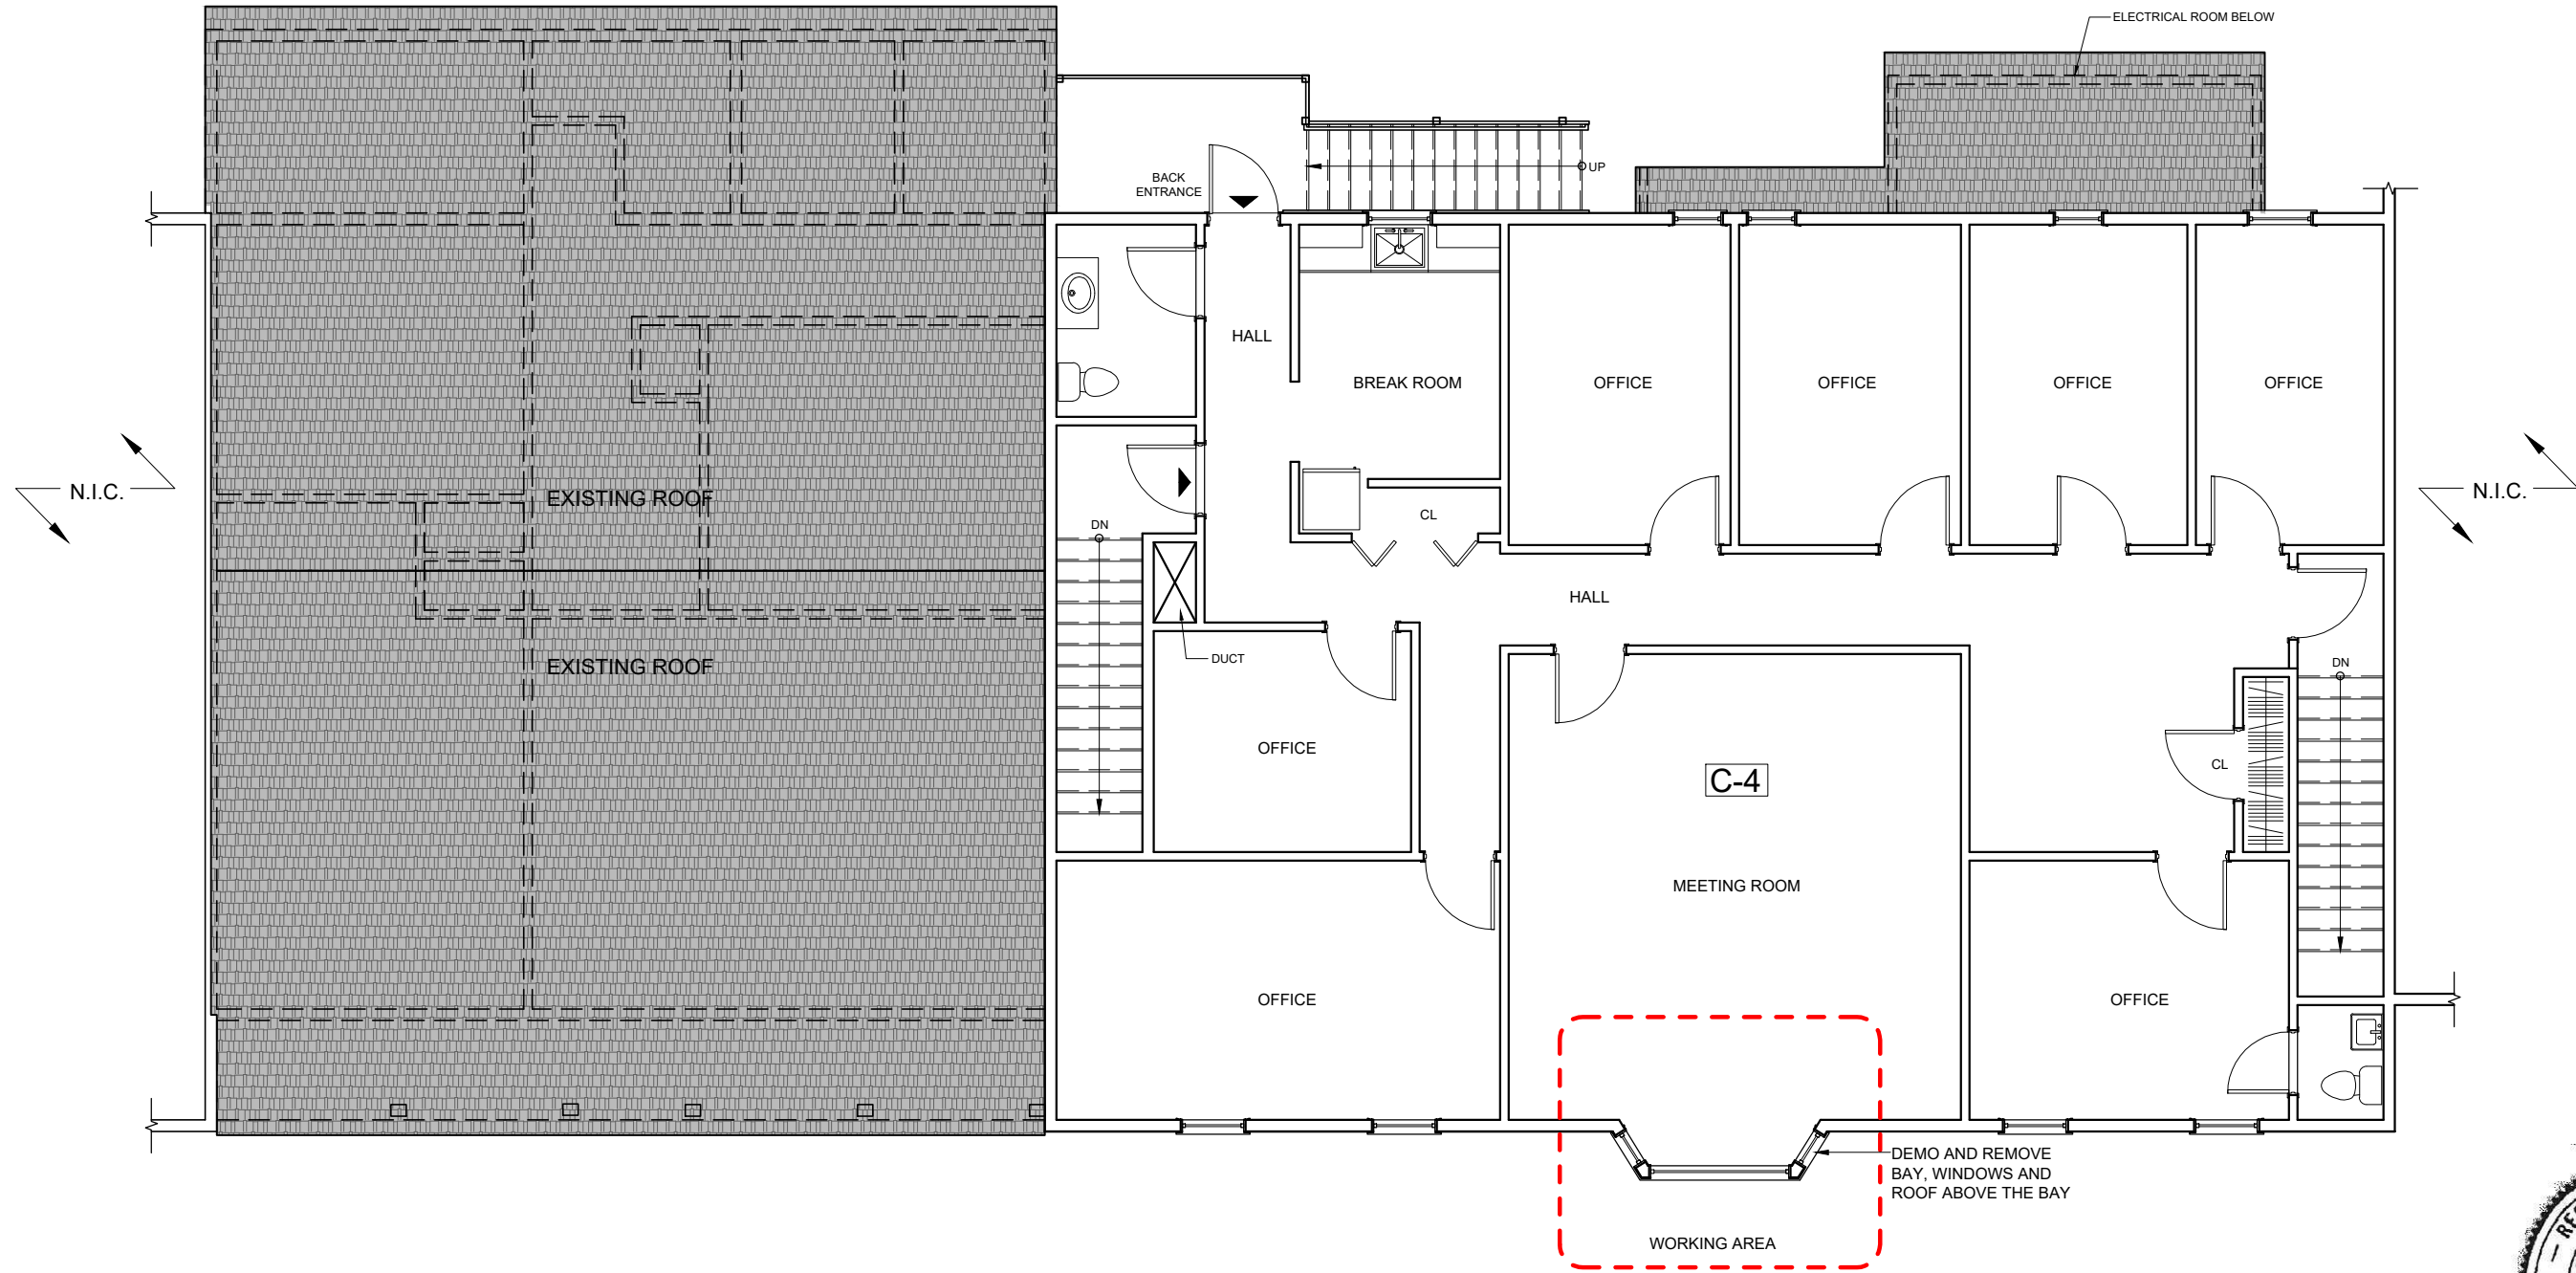 ELECTRICAL ROOM BELOW
UP
BACK
ENTRANCE
HALL
BREAK ROOM
OFFICE
OFFICE
OFFICE
OFFICE
N.I.C.
EXISTING ROOF
DN
CL
N.I.C.
HALL
DUCT
EXISTING ROOF
DN
OFFICE
C-4
CL
MEETING ROOM
OFFICE
OFFICE
DEMO AND REMOVE
BAY, WINDOWS AND
ROOF ABOVE THE BAY
WORKING AREA